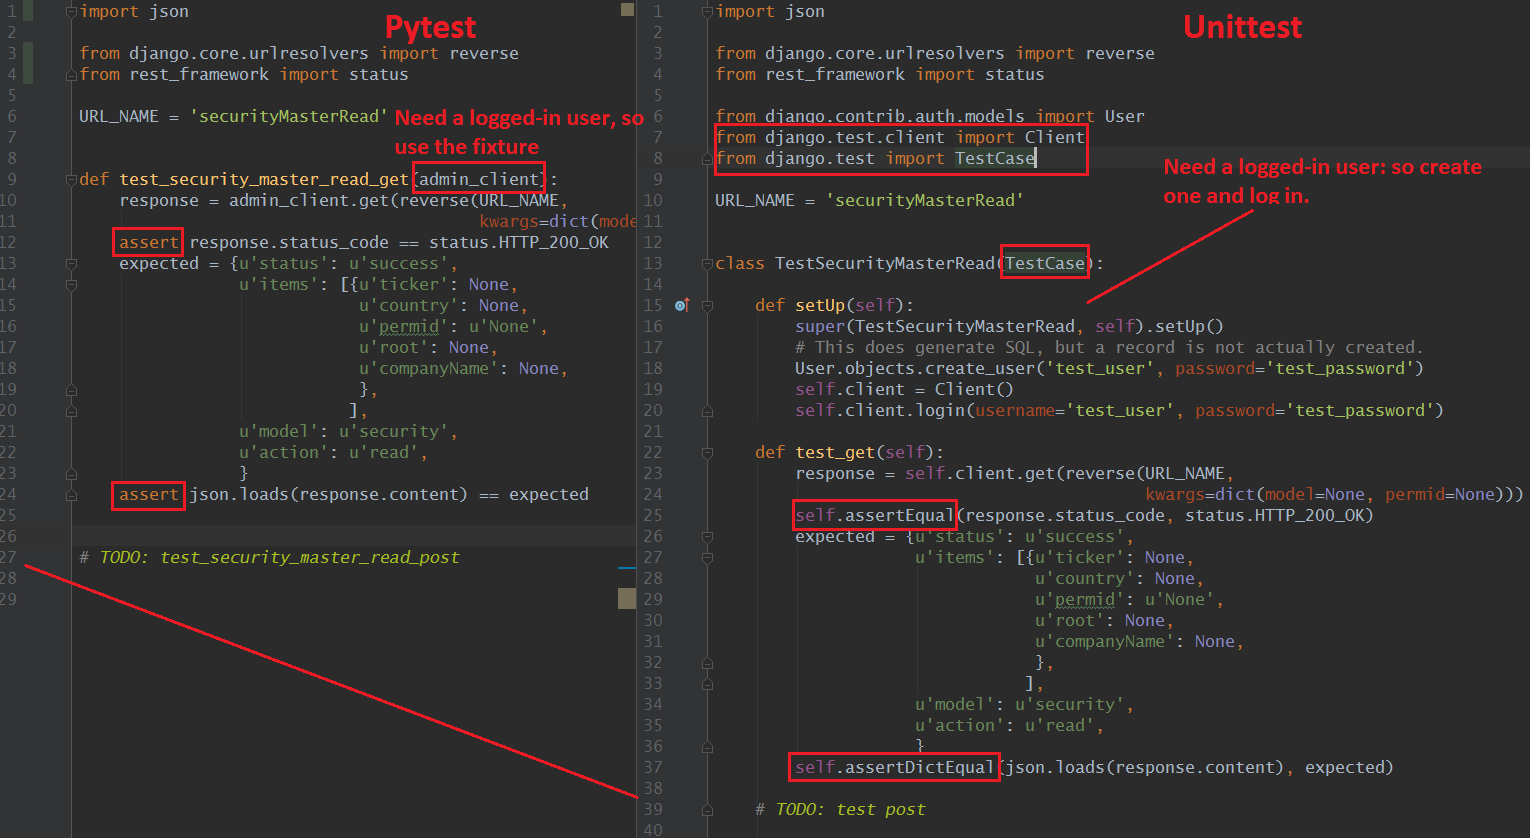 Pytest
1 import json
2
3 from django.core.urlresolvers import reverse
4 from rest_framework import status
5
6 URL_NAME = 'securityMasterRead'
Need a logged-in user, so
use the fixture
7
8
9 def test_security_master_read_get(admin_client):
10 response = admin_client.get(reverse(URL_NAME,
11 kwargs=dict(mode
12 assert response.status_code == status.HTTP_200_OK
13 expected = {u'status': u'success',
14 u'items': [{u'ticker': None,
15 u'country': None,
16 u'permid': u'None',
17 u'root': None,
18 u'companyName': None,
19 },
20 ],
21 u'model': u'security',
22 u'action': u'read',
23 }
24 assert json.loads(response.content) == expected
25
26
27 # TODO: test_security_master_read_post
28
29
Unittest
1 import json
2
3 from django.core.urlresolvers import reverse
4 from rest_framework import status
5
6 from django.contrib.auth.models import User
7 from django.test.client import Client
8 from django.test import TestCase
Need a logged-in user: so create
one and log in.
9
10 URL_NAME = 'securityMasterRead'
11
12
13 class TestSecurityMasterRead(TestCase):
14
15 def setUp(self):
16 super(TestSecurityMasterRead, self).setUp()
17 # This does generate SQL, but a record is not actually created.
18 User.objects.create_user('test_user', password='test_password')
19 self.client = Client()
20 self.client.login(username='test_user', password='test_password')
21
22 def test_get(self):
23 response = self.client.get(reverse(URL_NAME,
24 kwargs=dict(model=None, permid=None)))
25 self.assertEqual(response.status_code, status.HTTP_200_OK)
26 expected = {u'status': u'success',
27 u'items': [{u'ticker': None,
28 u'country': None,
29 u'permid': u'None',
30 u'root': None,
31 u'companyName': None,
32 },
33 ],
34 u'model': u'security',
35 u'action': u'read',
36 }
37 self.assertDictEqual(json.loads(response.content), expected)
38
39 # TODO: test post
40